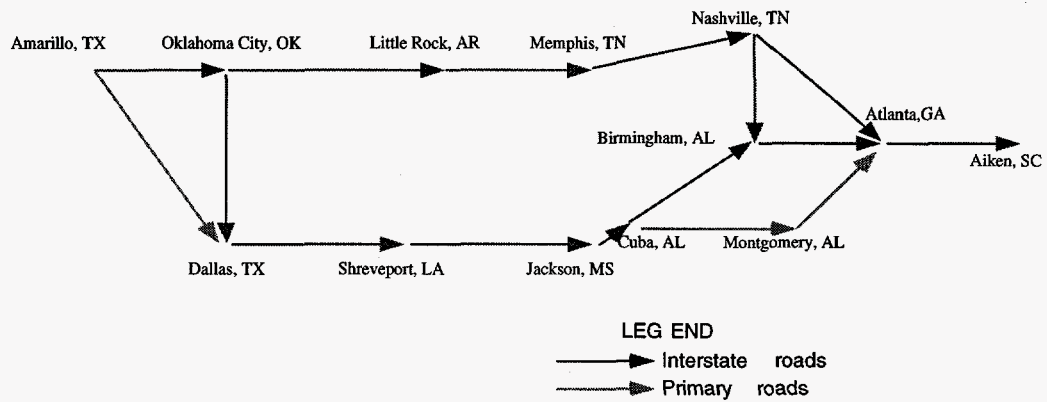 Nashville, TN
Amarillo, TX
Oklahoma City, OK
Little Rock, AR
Memphis, TN
Atlanta,GA
Birmingham, AL
Aiken, SC
Cuba, AL
Montgomery, AL
Dallas, TX
Shreveport, LA
Jackson, MS
LEG END
Interstate roads
Primary roads